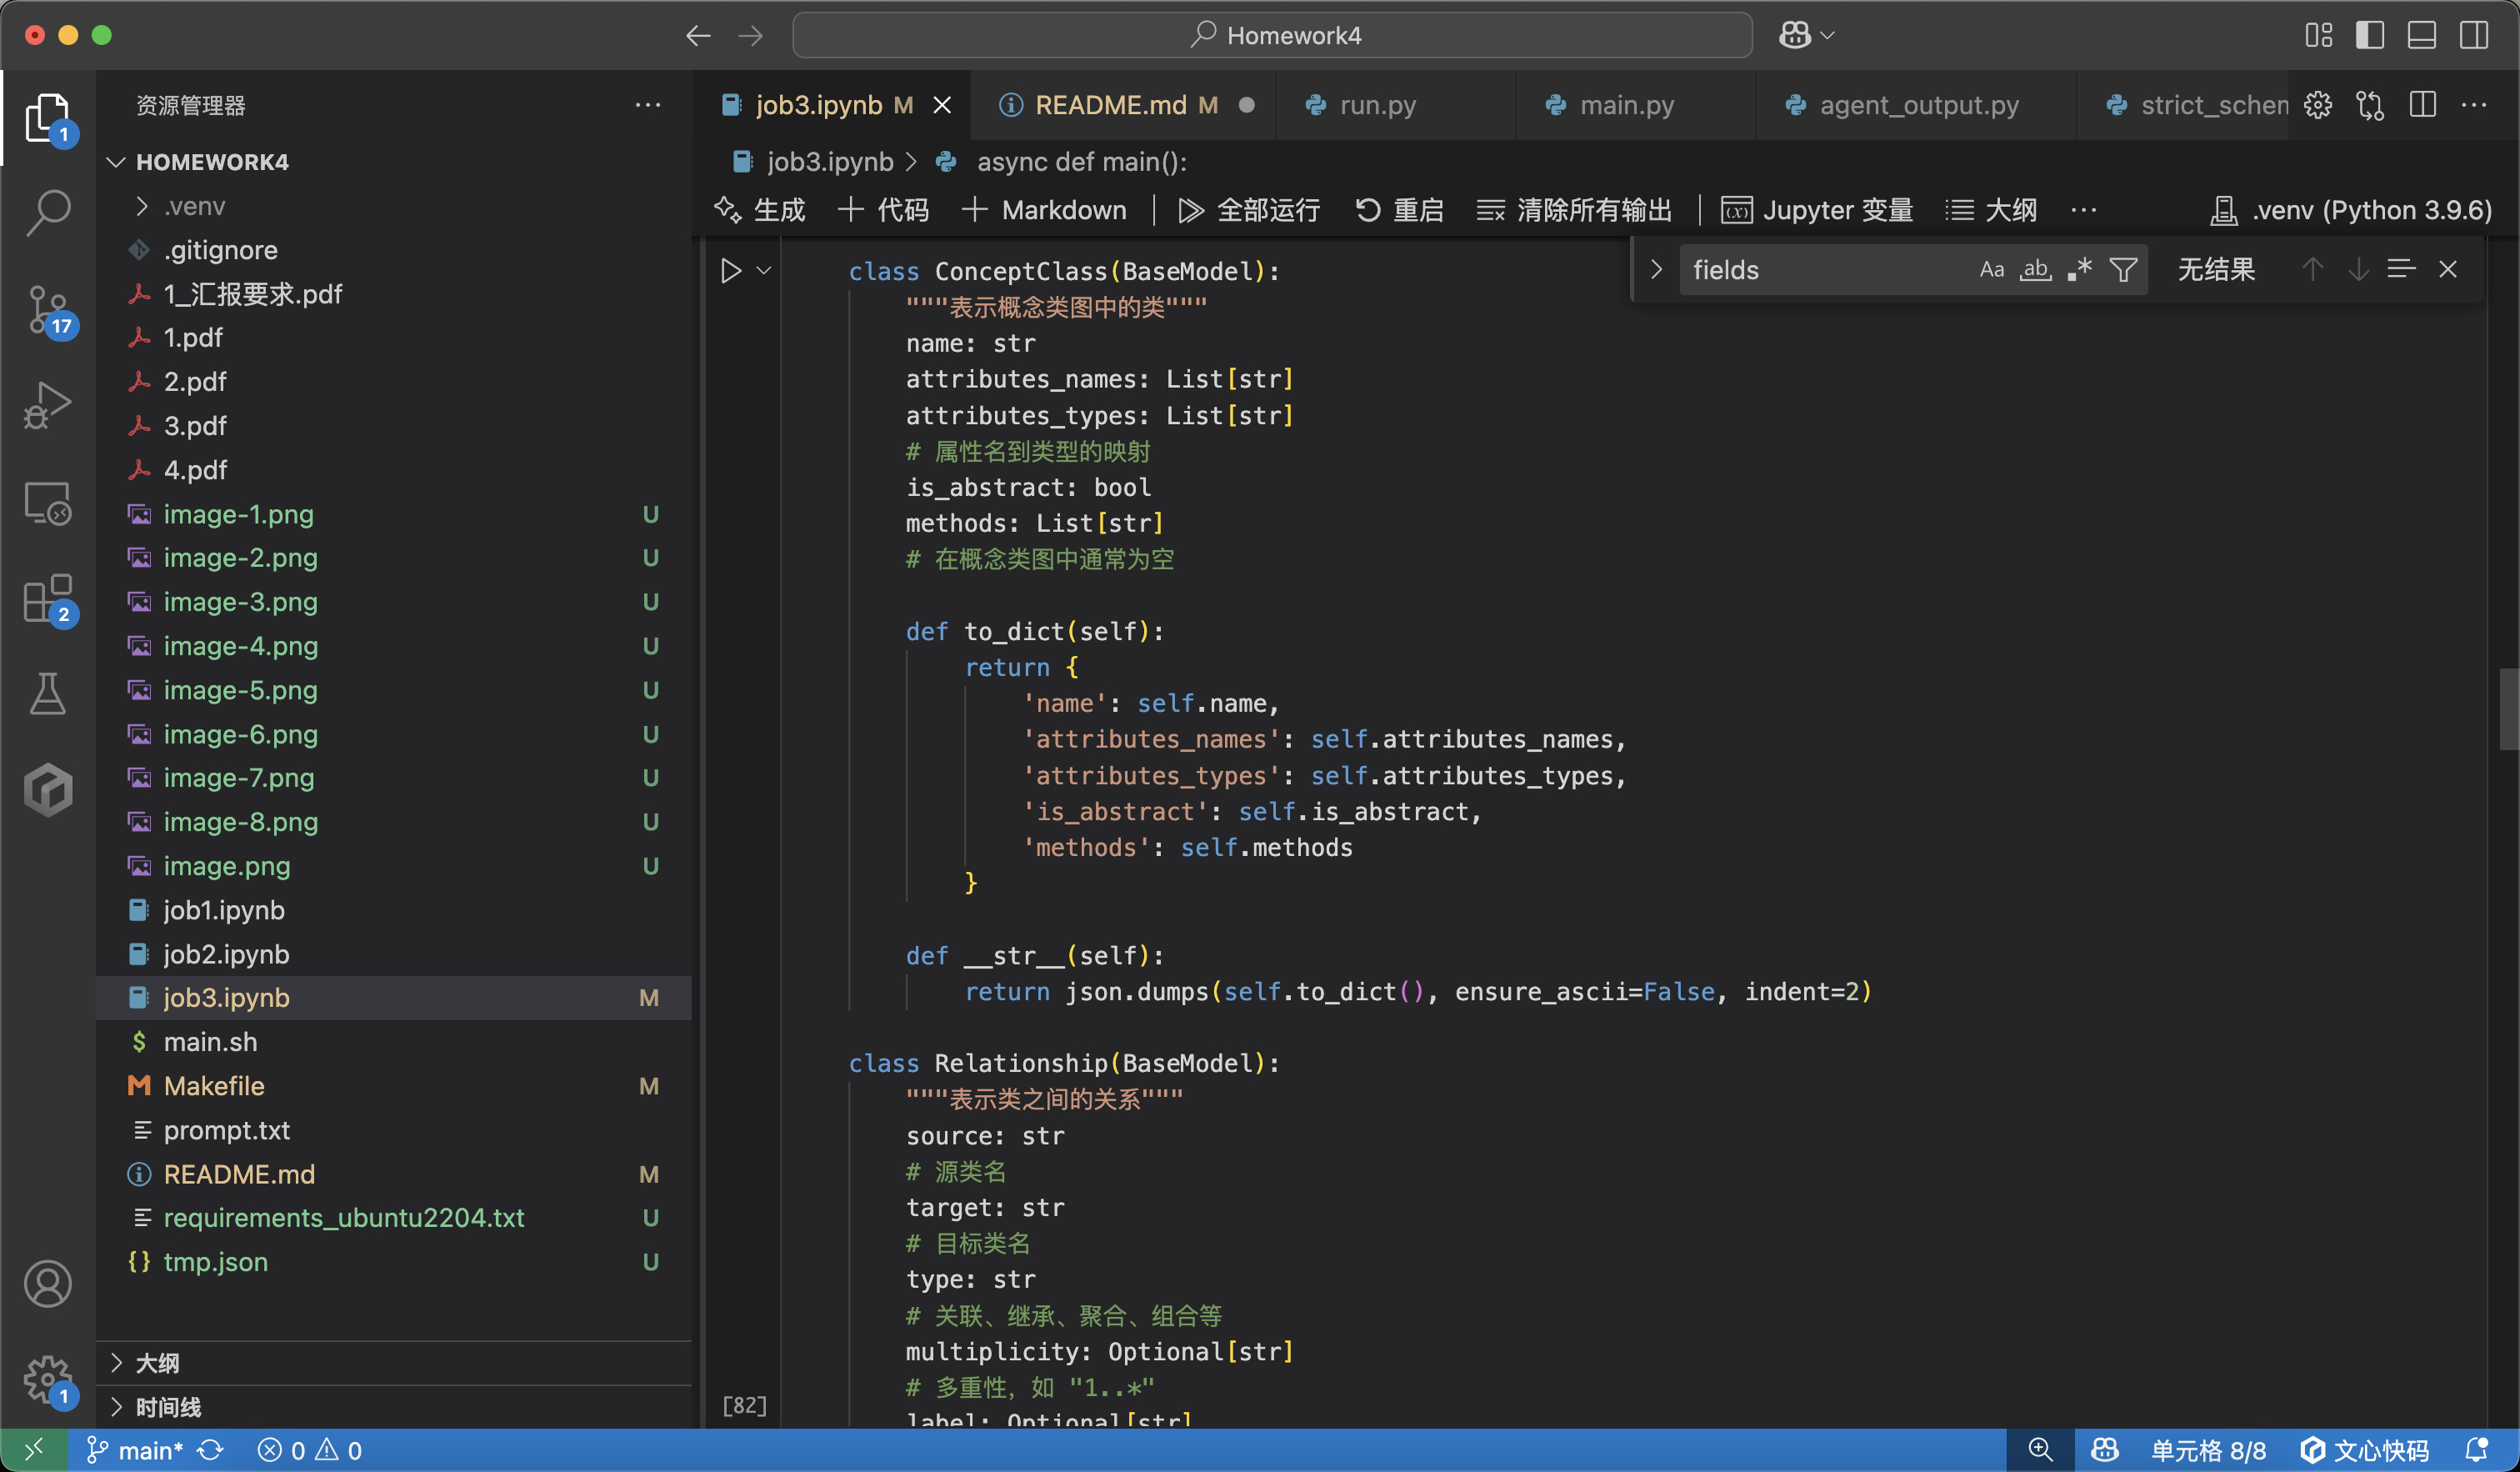 Homework4
资源管理器
HOMEWORK4
.venv
.gitignore
1_汇报要求.pdf
1.pdf
2.pdf
3.pdf
4.pdf
image-1.png U
image-2.png U
image-3.png U
image-4.png U
image-5.png U
image-6.png U
image-7.png U
image-8.png U
image.png U
job1.ipynb
job2.ipynb
job3.ipynb M
main.sh
Makefile M
prompt.txt
README.md M
requirements_ubuntu2204.txt U
tmp.json U
大纲
时间线
1
17
2
1
job3.ipynb M README.md M run.py main.py agent_output.py strict_schem
job3.ipynb > async def main():
生成 代码 Markdown 全部运行 重启 清除所有输出 Jupyter 变量 大纲 .venv (Python 3.9.6)
fields Aa ab 无结果
class ConceptClass(BaseModel):
"""表示概念类图中的类"""
name: str
attributes_names: List[str]
attributes_types: List[str]
# 属性名到类型的映射
is_abstract: bool
methods: List[str]
# 在概念类图中通常为空
def to_dict(self):
return {
'name': self.name,
'attributes_names': self.attributes_names,
'attributes_types': self.attributes_types,
'is_abstract': self.is_abstract,
'methods': self.methods
}
def __str__(self):
return json.dumps(self.to_dict(), ensure_ascii=False, indent=2)
class Relationship(BaseModel):
"""表示类之间的关系"""
source: str
# 源类名
target: str
# 目标类名
type: str
# 关联、继承、聚合、组合等
multiplicity: Optional[str]
# 多重性，如 "1..*"
label: Optional[str]
[82]
main* 0 0 单元格 8/8 文心快码